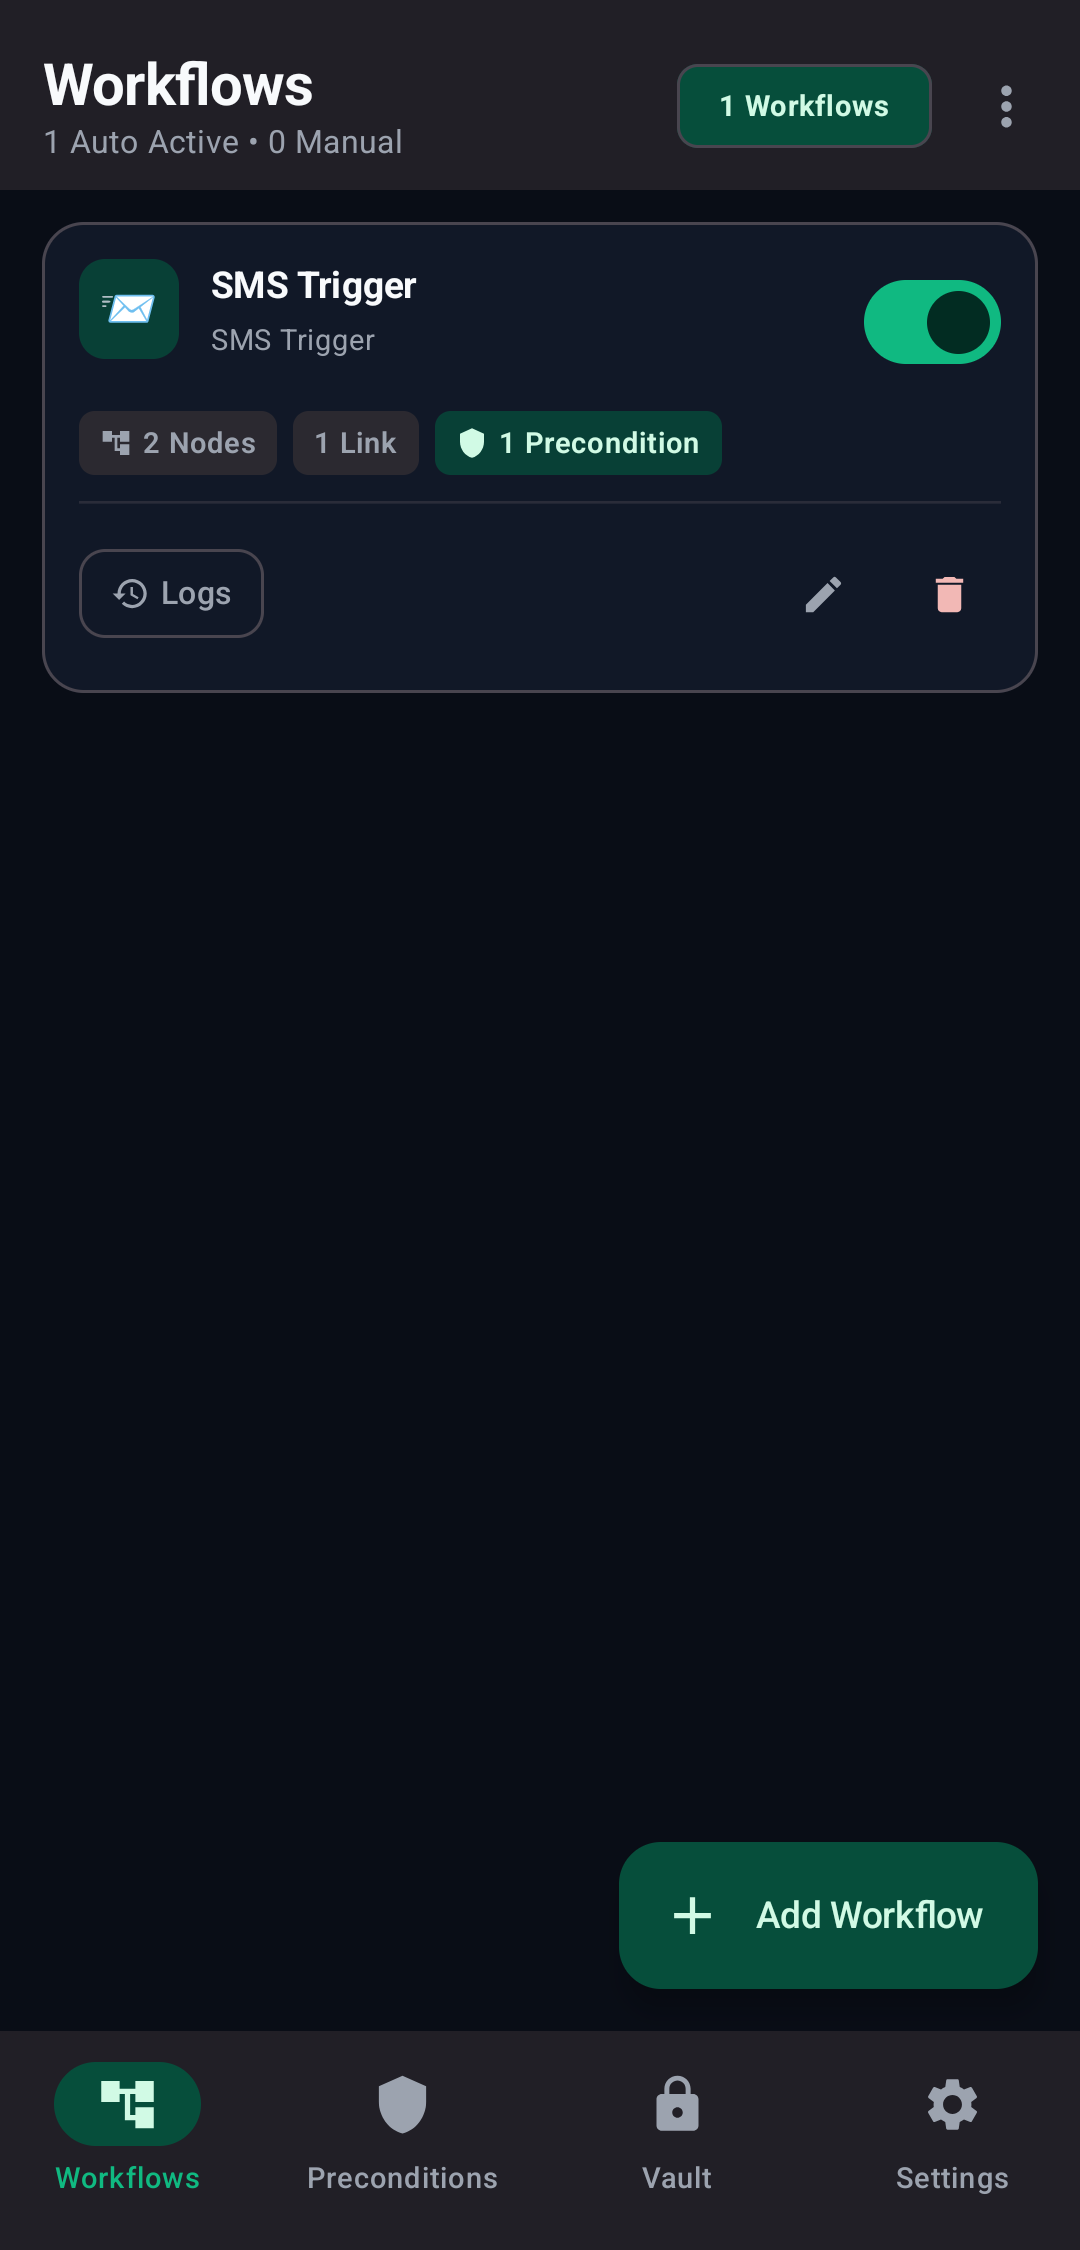 Workflows
1 Auto Active • 0 Manual
1 Workflows
SMS Trigger
SMS Trigger
2 Nodes
1 Link
1 Precondition
Logs
Add Workflow
Workflows
Preconditions
Vault
Settings